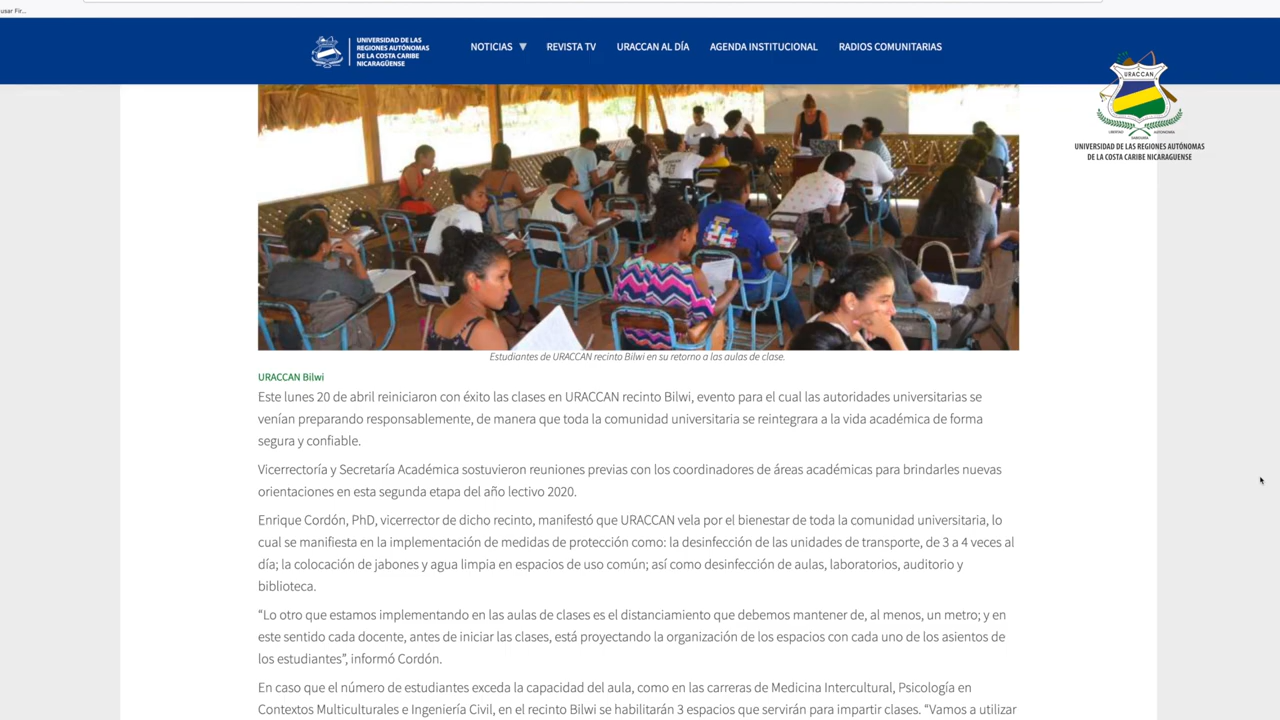 usar Fir...
UNIVERSIDAD DE LAS
REGIONES AUTÓNOMAS
DE LA COSTA CARIBE
NICARAGÜENSE
NOTICIAS ▼ REVISTA TV URACCAN AL DÍA AGENDA INSTITUCIONAL RADIOS COMUNITARIAS
URACCAN
LIBERTAD AUTONOMÍA
UNIVERSIDAD DE LAS REGIONES AUTÓNOMAS
DE LA COSTA CARIBE NICARAGUENSE
Estudiantes de URACCAN recinto Bilwi en su retorno a las aulas de clase.
URACCAN Bilwi
Este lunes 20 de abril reiniciaron con éxito las clases en URACCAN recinto Bilwi, evento para el cual las autoridades universitarias se
venían preparando responsablemente, de manera que toda la comunidad universitaria se reintegrara a la vida académica de forma
segura y confiable.
Vicerrectoría y Secretaría Académica sostuvieron reuniones previas con los coordinadores de áreas académicas para brindarles nuevas
orientaciones en esta segunda etapa del año lectivo 2020.
Enrique Cordón, PhD, vicerrector de dicho recinto, manifestó que URACCAN vela por el bienestar de toda la comunidad universitaria, lo
cual se manifiesta en la implementación de medidas de protección como: la desinfección de las unidades de transporte, de 3 a 4 veces al
día; la colocación de jabones y agua limpia en espacios de uso común; así como desinfección de aulas, laboratorios, auditorio y
biblioteca.
“Lo otro que estamos implementando en las aulas de clases es el distanciamiento que debemos mantener de, al menos, un metro; y en
este sentido cada docente, antes de iniciar las clases, está proyectando la organización de los espacios con cada uno de los asientos de
los estudiantes”, informó Cordón.
En caso que el número de estudiantes exceda la capacidad del aula, como en las carreras de Medicina Intercultural, Psicología en
Contextos Multiculturales e Ingeniería Civil, en el recinto Bilwi se habilitarán 3 espacios que servirán para impartir clases. “Vamos a utilizar